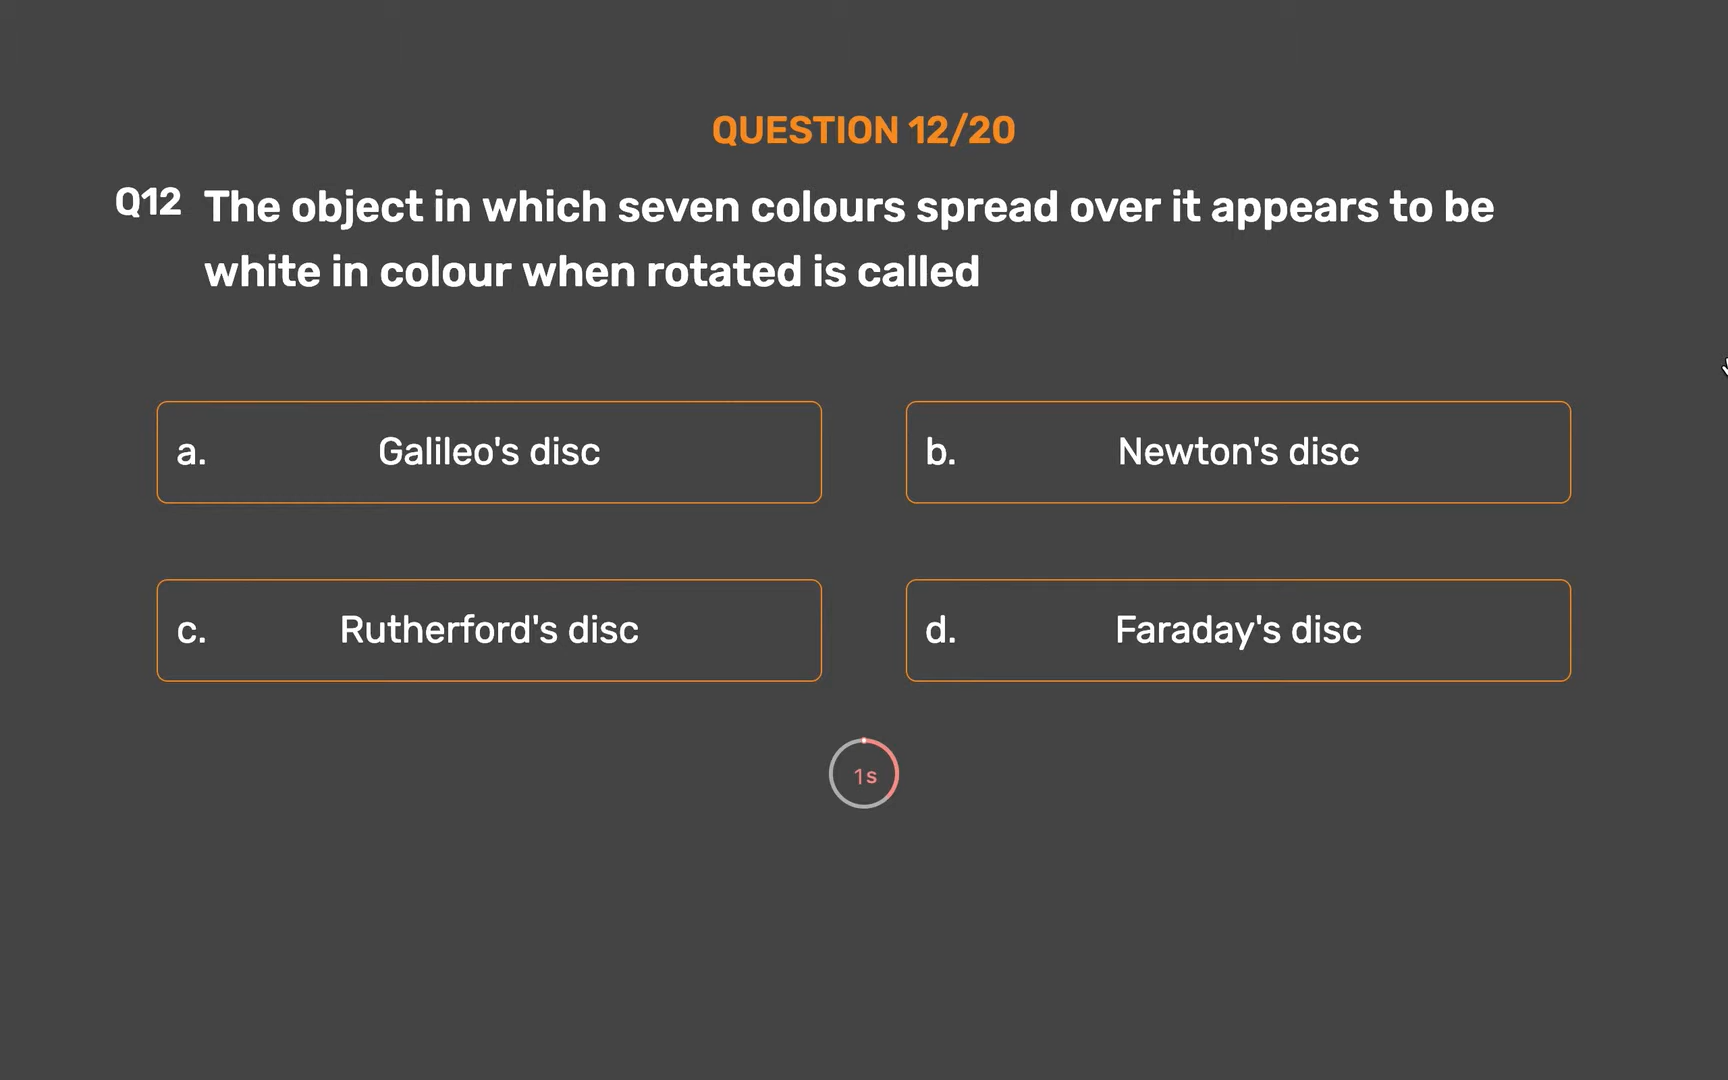 QUESTION 12/20
Q12 The object in which seven colours spread over it appears to be
white in colour when rotated is called
a. Galileo's disc
b. Newton's disc
c. Rutherford's disc
d. Faraday's disc
1s